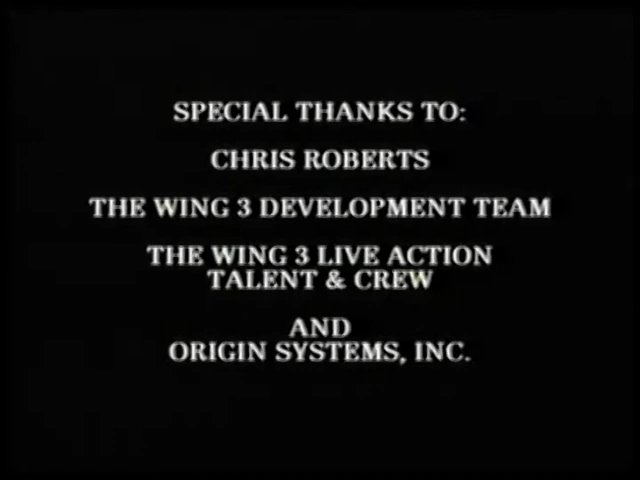 SPECIAL THANKS TO:
CHRIS ROBERTS
THE WING 3 DEVELOPMENT TEAM
THE WING 3 LIVE ACTION
TALENT & CREW
AND
ORIGIN SYSTEMS, INC.